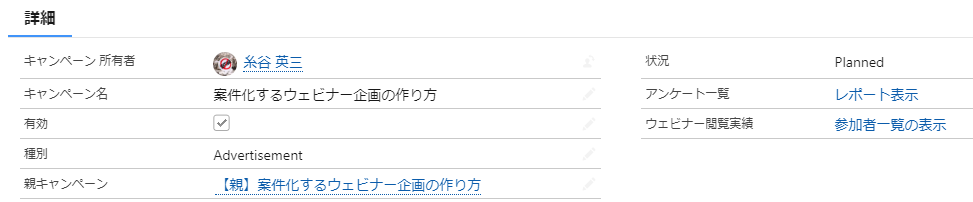 詳細
キャンペーン 所有者 糸谷 英三
キャンペーン名 案件化するウェビナー企画の作り方
有効
種別 Advertisement
親キャンペーン 【親】案件化するウェビナー企画の作り方
状況 Planned
アンケート一覧 レポート表示
ウェビナー閲覧実績 参加者一覧の表示